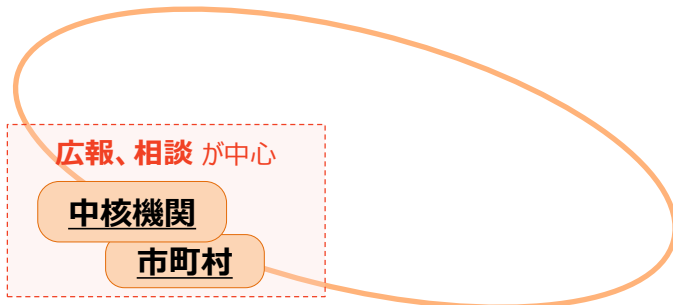 広報、相談 が中心
中核機関
市町村